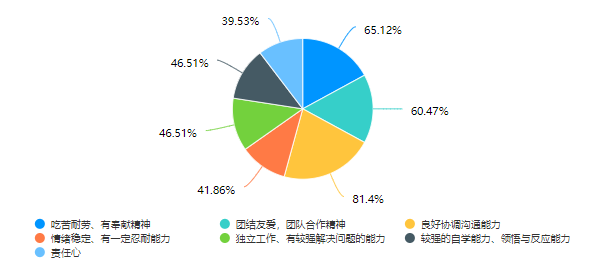 39.53%
65.12%
46.51%
60.47%
46.51%
41.86%
81.4%
吃苦耐劳、有奉献精神
团结友爱，团队合作精神
良好协调沟通能力
情绪稳定、有一定忍耐能力
独立工作、有较强解决问题的能力
较强的自学能力、领悟与反应能力
责任心